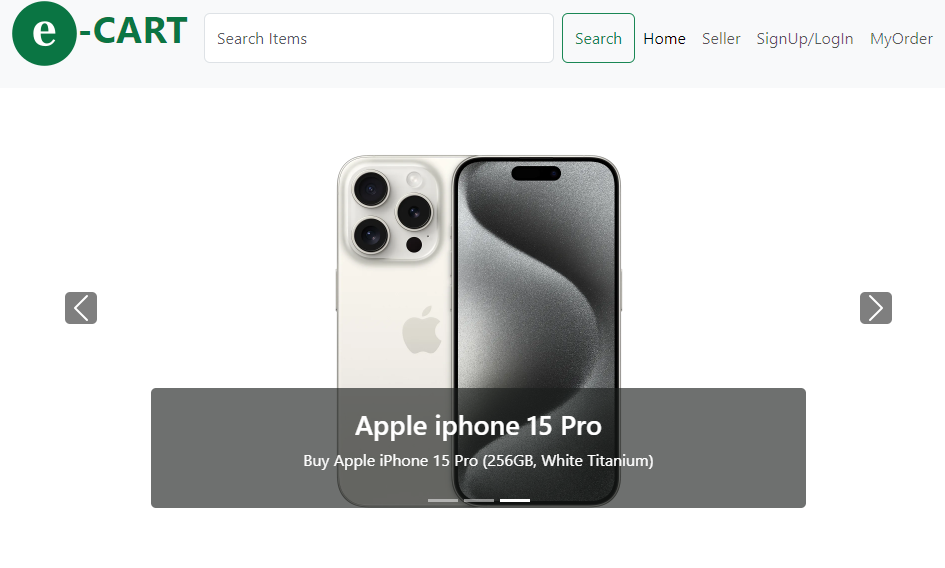 e-CART
Search Items
Search
Home
Seller
SignUp/LogIn
MyOrder
Apple iphone 15 Pro
Buy Apple iPhone 15 Pro (256GB, White Titanium)